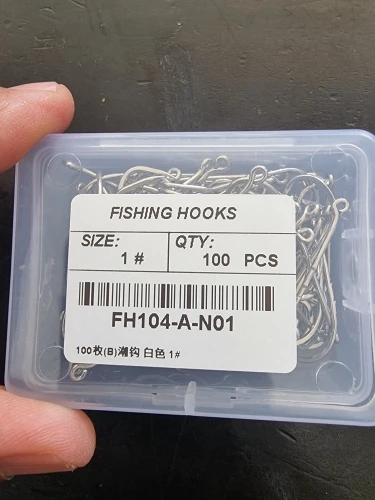 FISHING HOOKS
SIZE: QTY:
1 # 100 PCS
FH104-A-N01
100枚(B)潮钩 白色 1#